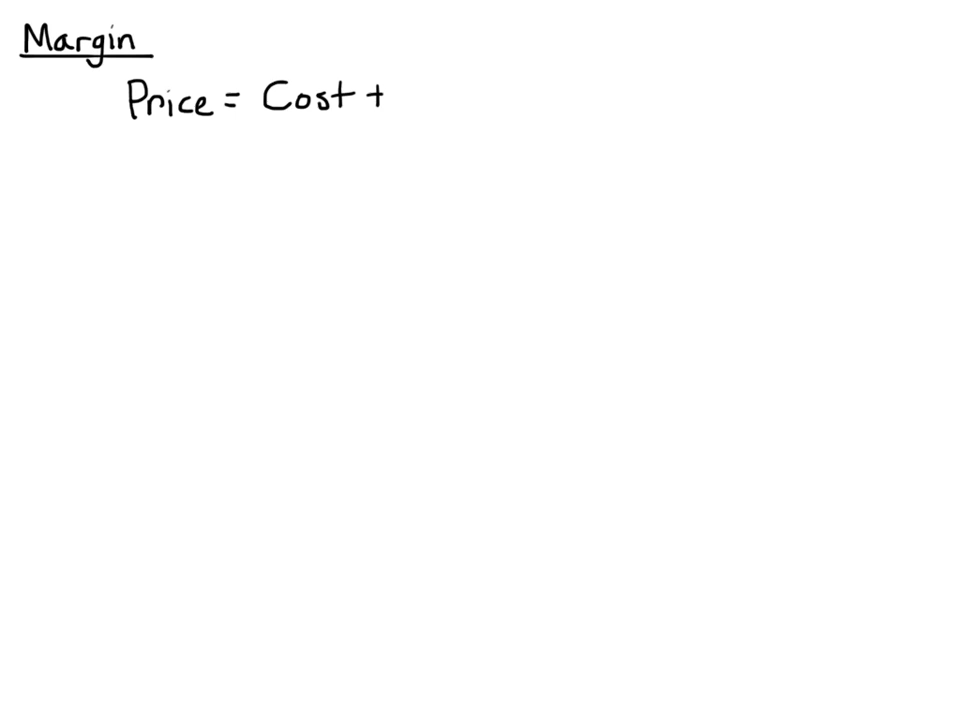 Margin
Price = Cost +